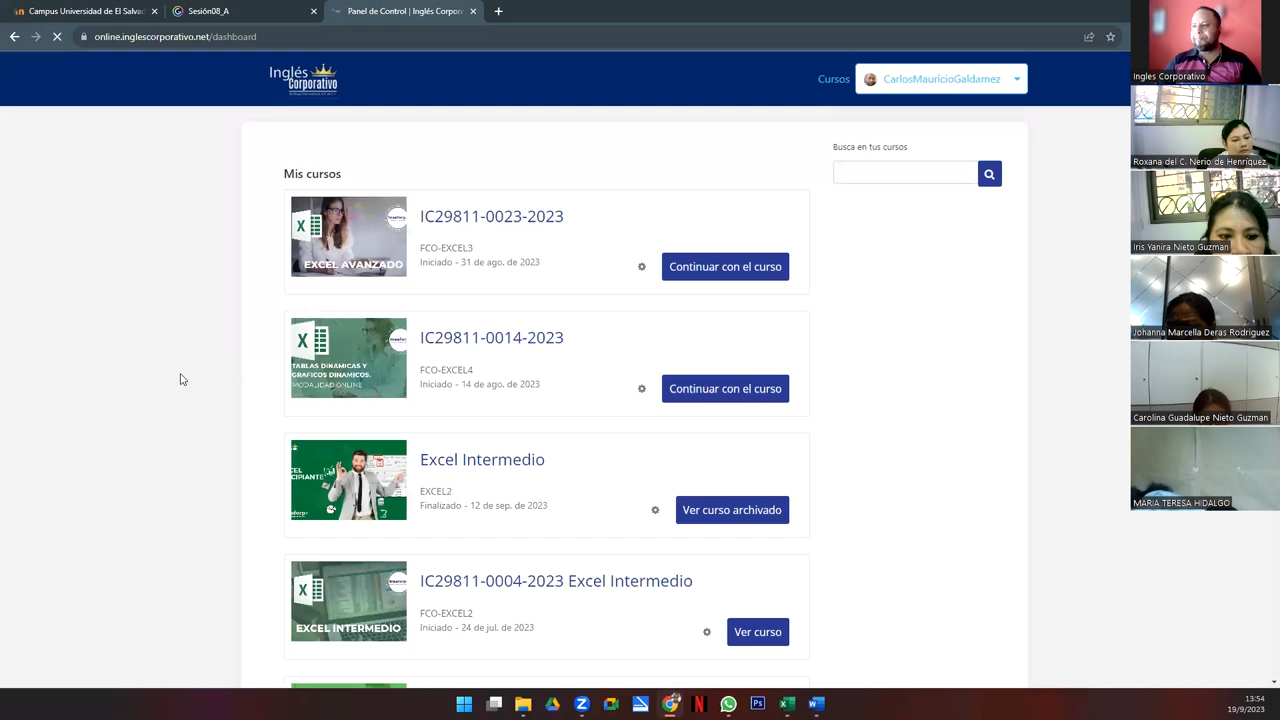 Campus Universidad de El Salvad
Sesión08_A
Panel de Control | Inglés Corpor
online.inglescorporativo.net/dashboard
Inglés
Corporativo
Cursos
CarlosMauricioGaldamez
Busca en tus cursos
Mis cursos
EXCEL AVANZADO
IC29811-0023-2023
FCO-EXCEL3
Iniciado - 31 de ago. de 2023
Continuar con el curso
TABLAS DINAMICAS Y
GRAFICOS DINAMICOS.
MODALIDAD ONLINE
IC29811-0014-2023
FCO-EXCEL4
Iniciado - 14 de ago. de 2023
Continuar con el curso
Excel Intermedio
EXCEL2
Finalizado - 12 de sep. de 2023
Ver curso archivado
EXCEL INTERMEDIO
IC29811-0004-2023 Excel Intermedio
FCO-EXCEL2
Iniciado - 24 de jul. de 2023
Ver curso
Ingles Corporativo
Roxana del C. Nerio de Henríquez
Iris Yanira Nieto Guzman
Johanna Marcella Deras Rodriguez
Carolina Guadalupe Nieto Guzman
MARIA TERESA HIDALGO
13:54
19/9/2023